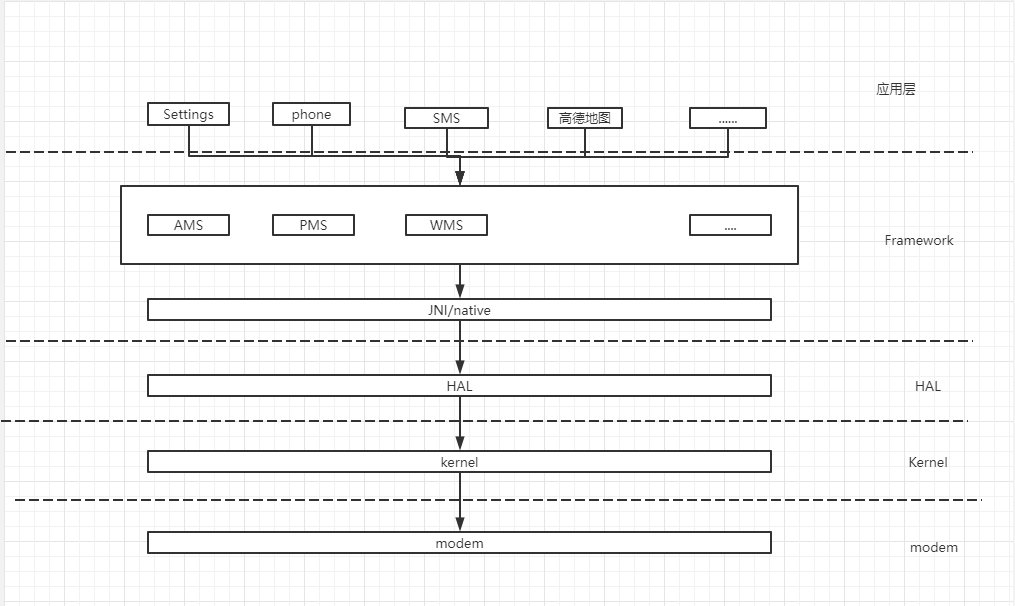 应用层
Settings
phone
SMS
高德地图
......
AMS
PMS
WMS
....
Framework
JNI/native
HAL
HAL
kernel
Kernel
modem
modem